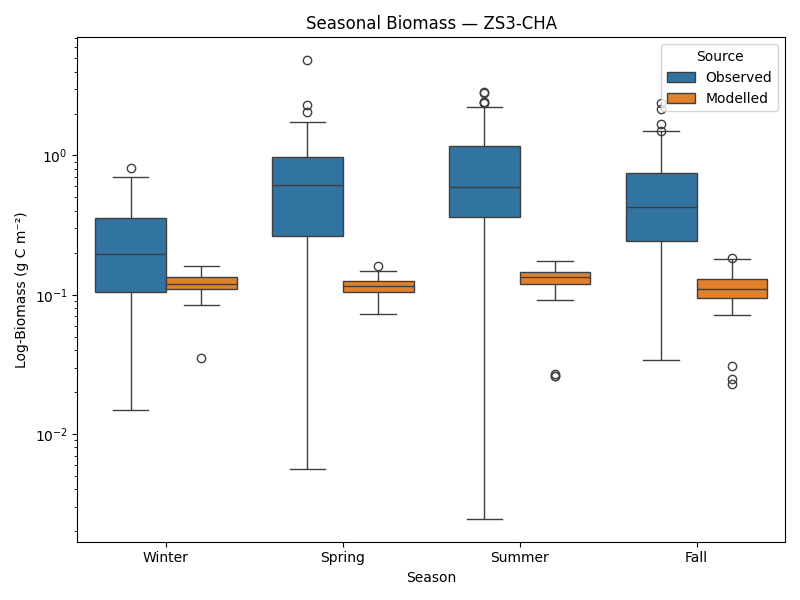 Seasonal Biomass — ZS3-CHA
Source
Observed
Modelled
Log-Biomass (g C m⁻²)
10⁰
10⁻¹
10⁻²
Winter Spring Summer Fall
Season